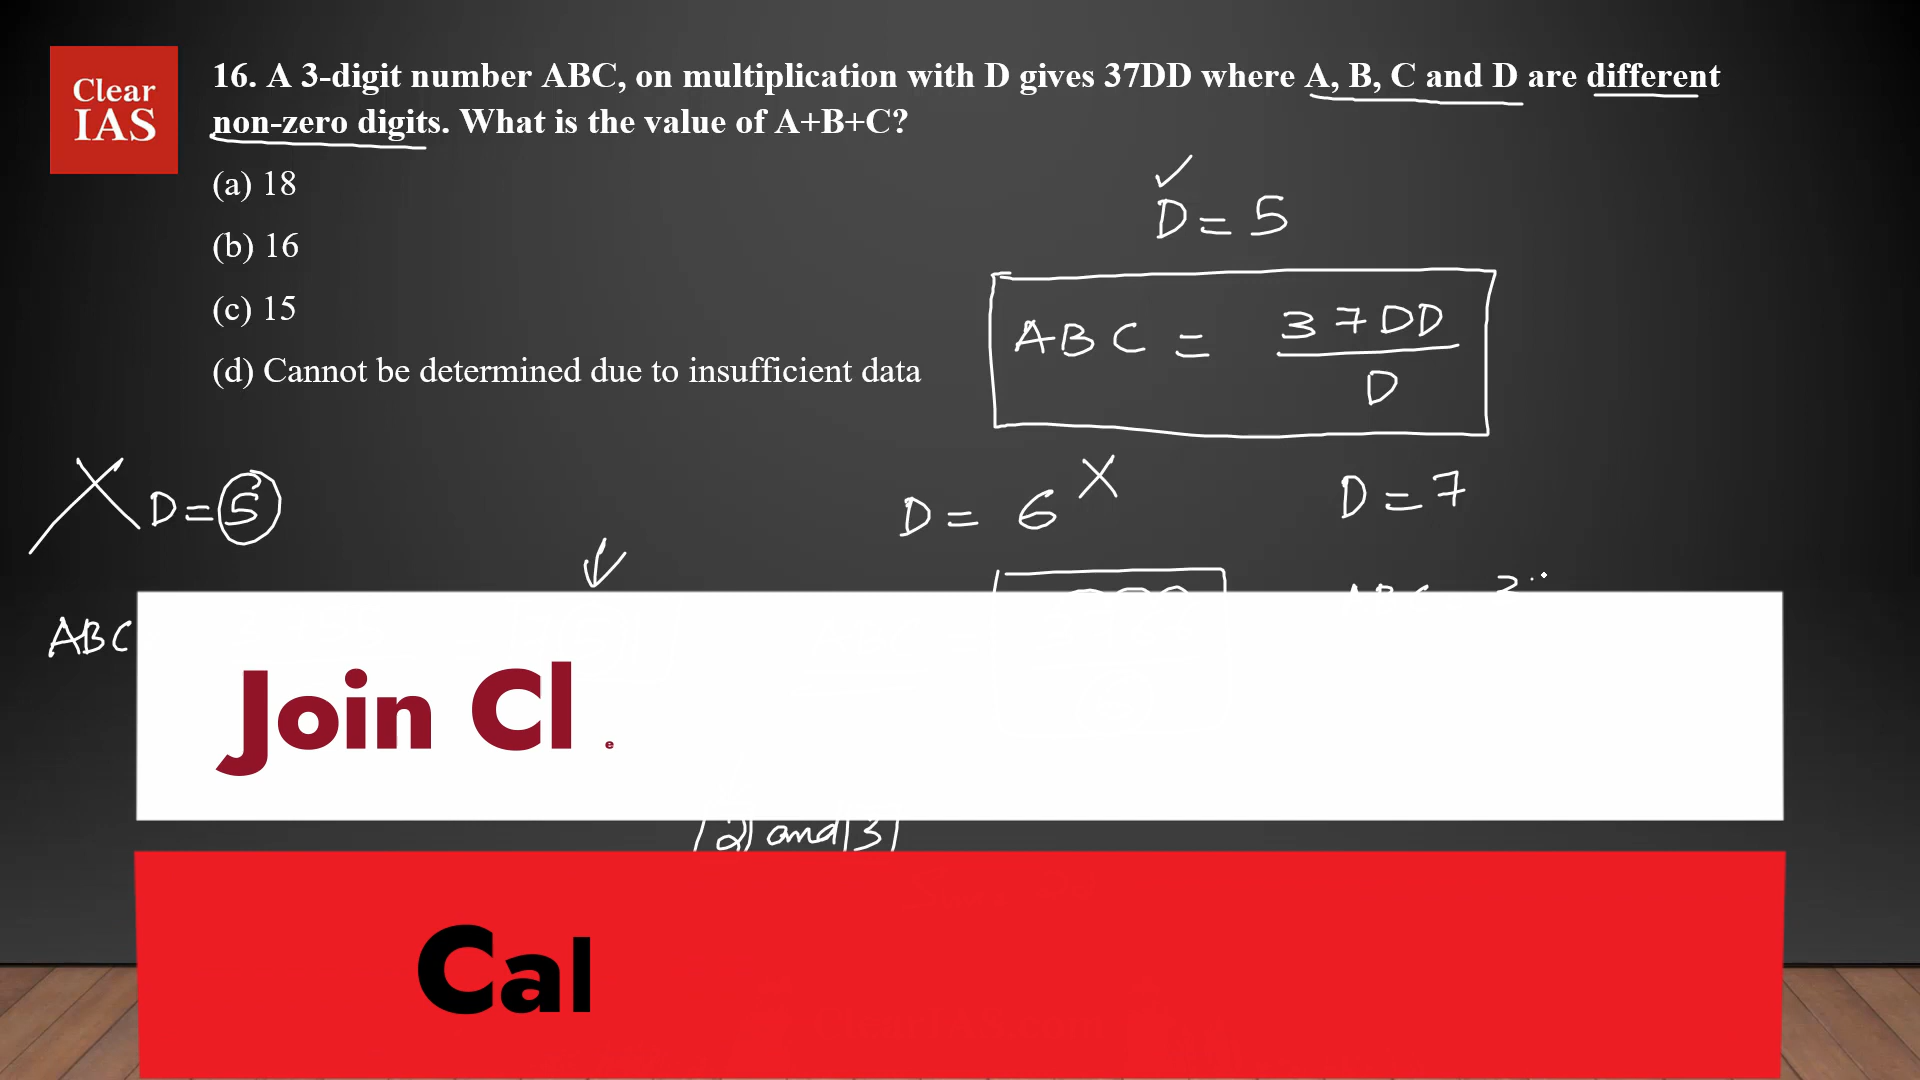 Clear
IAS
16. A 3-digit number ABC, on multiplication with D gives 37DD where A, B, C and D are different
non-zero digits. What is the value of A+B+C?
(a) 18
(b) 16
(c) 15
(d) Cannot be determined due to insufficient data
D = 5
ABC = 37DD
D
D = 5
D = 6
D = 7
ABC
Join Cl e
2 and 3
Cal